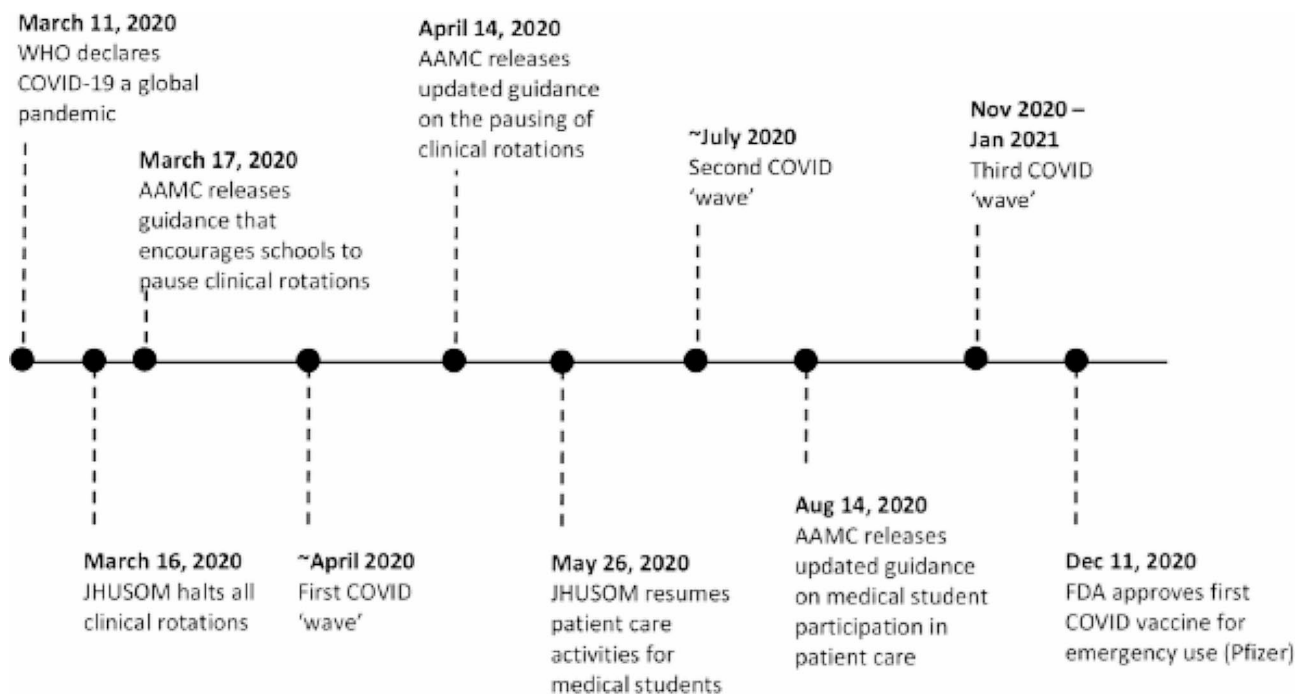 March 11, 2020
WHO declares
COVID-19 a global
pandemic
March 17, 2020
AAMC releases
guidance that
encourages schools to
pause clinical rotations
April 14, 2020
AAMC releases
updated guidance
on the pausing of
clinical rotations
~July 2020
Second COVID
‘wave’
Nov 2020 –
Jan 2021
Third COVID
‘wave’
March 16, 2020
JHUSOM halts all
clinical rotations
~April 2020
First COVID
‘wave’
May 26, 2020
JHUSOM resumes
patient care
activities for
medical students
Aug 14, 2020
AAMC releases
updated guidance
on medical student
participation in
patient care
Dec 11, 2020
FDA approves first
COVID vaccine for
emergency use (Pfizer)